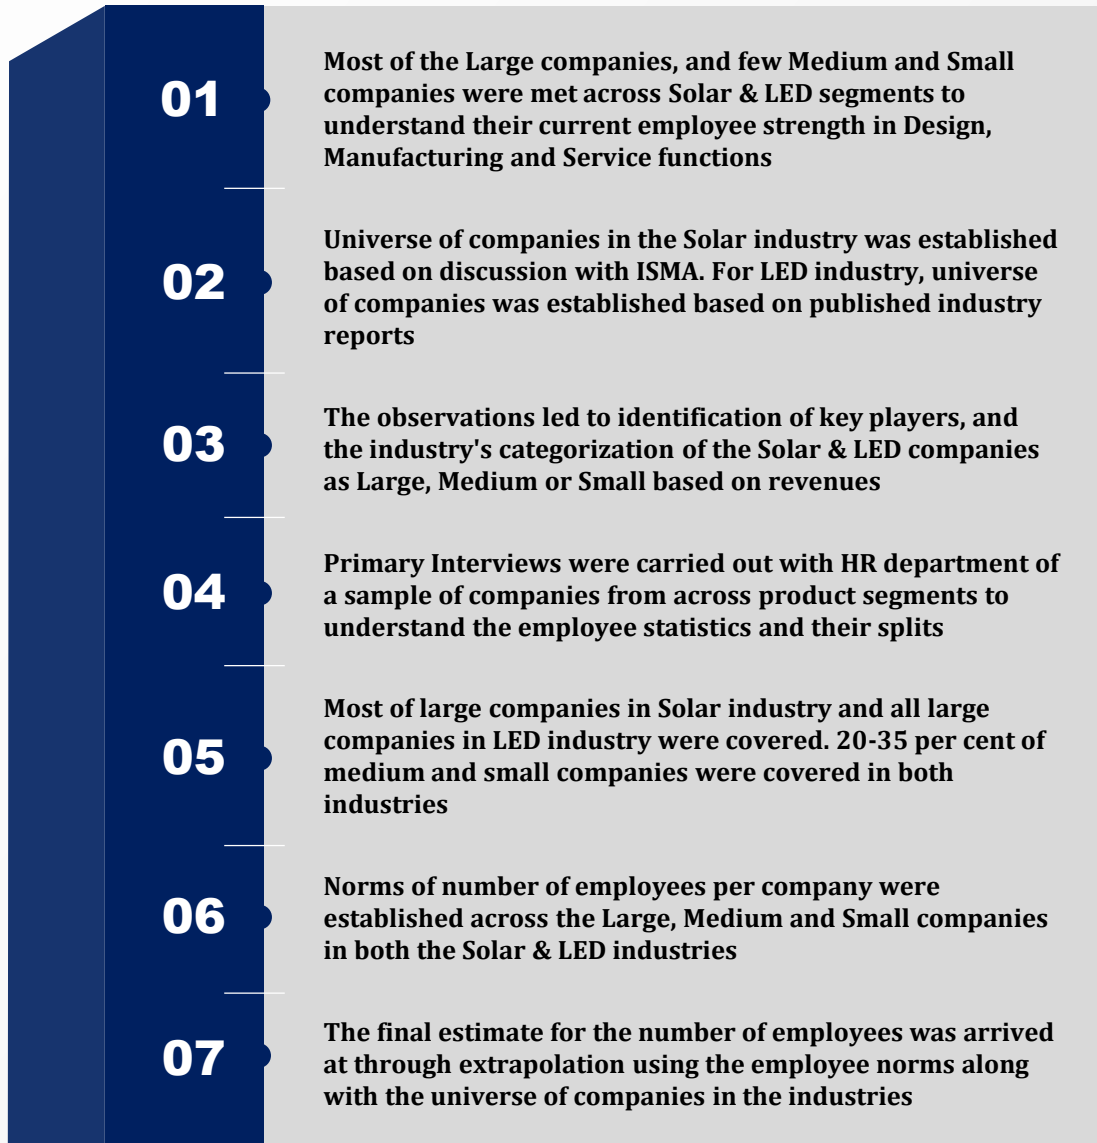 01
Most of the Large companies, and few Medium and Small
companies were met across Solar & LED segments to
understand their current employee strength in Design,
Manufacturing and Service functions
02
Universe of companies in the Solar industry was established
based on discussion with ISMA. For LED industry, universe
of companies was established based on published industry
reports
03
The observations led to identification of key players, and
the industry's categorization of the Solar & LED companies
as Large, Medium or Small based on revenues
04
Primary Interviews were carried out with HR department of
a sample of companies from across product segments to
understand the employee statistics and their splits
05
Most of large companies in Solar industry and all large
companies in LED industry were covered. 20-35 per cent of
medium and small companies were covered in both
industries
06
Norms of number of employees per company were
established across the Large, Medium and Small companies
in both the Solar & LED industries
07
The final estimate for the number of employees was arrived
at through extrapolation using the employee norms along
with the universe of companies in the industries